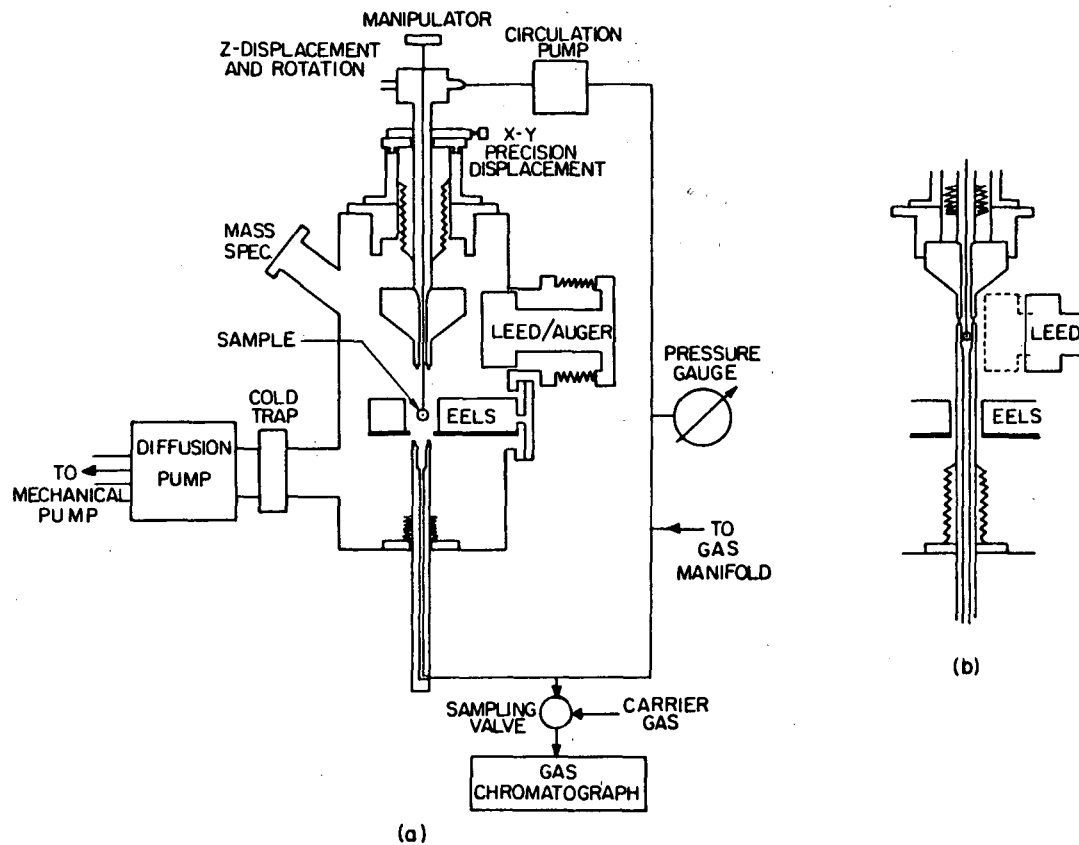 MANIPULATOR
Z-DISPLACEMENT
AND ROTATION
CIRCULATION
PUMP
X-Y
PRECISION
DISPLACEMENT
MASS
SPEC.
LEED/AUGER
SAMPLE
PRESSURE
GAUGE
COLD
TRAP
EELS
DIFFUSION
PUMP
TO
MECHANICAL
PUMP
TO
GAS
MANIFOLD
SAMPLING
VALVE
CARRIER
GAS
GAS
CHROMATOGRAPH
(a)
LEED
EELS
(b)